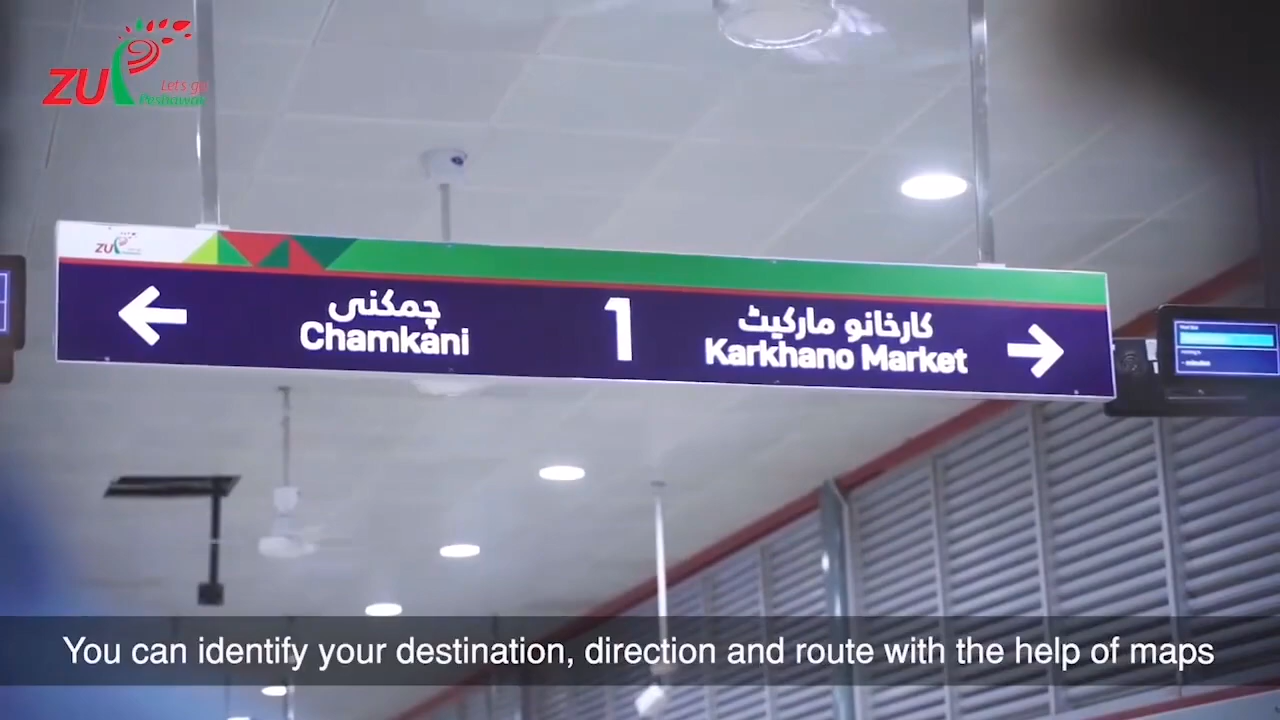 ZU
Let's go
Peshawar
ZU
چمکنی
Chamkani
1
کارخانو مارکیٹ
Karkhano Market
You can identify your destination, direction and route with the help of maps